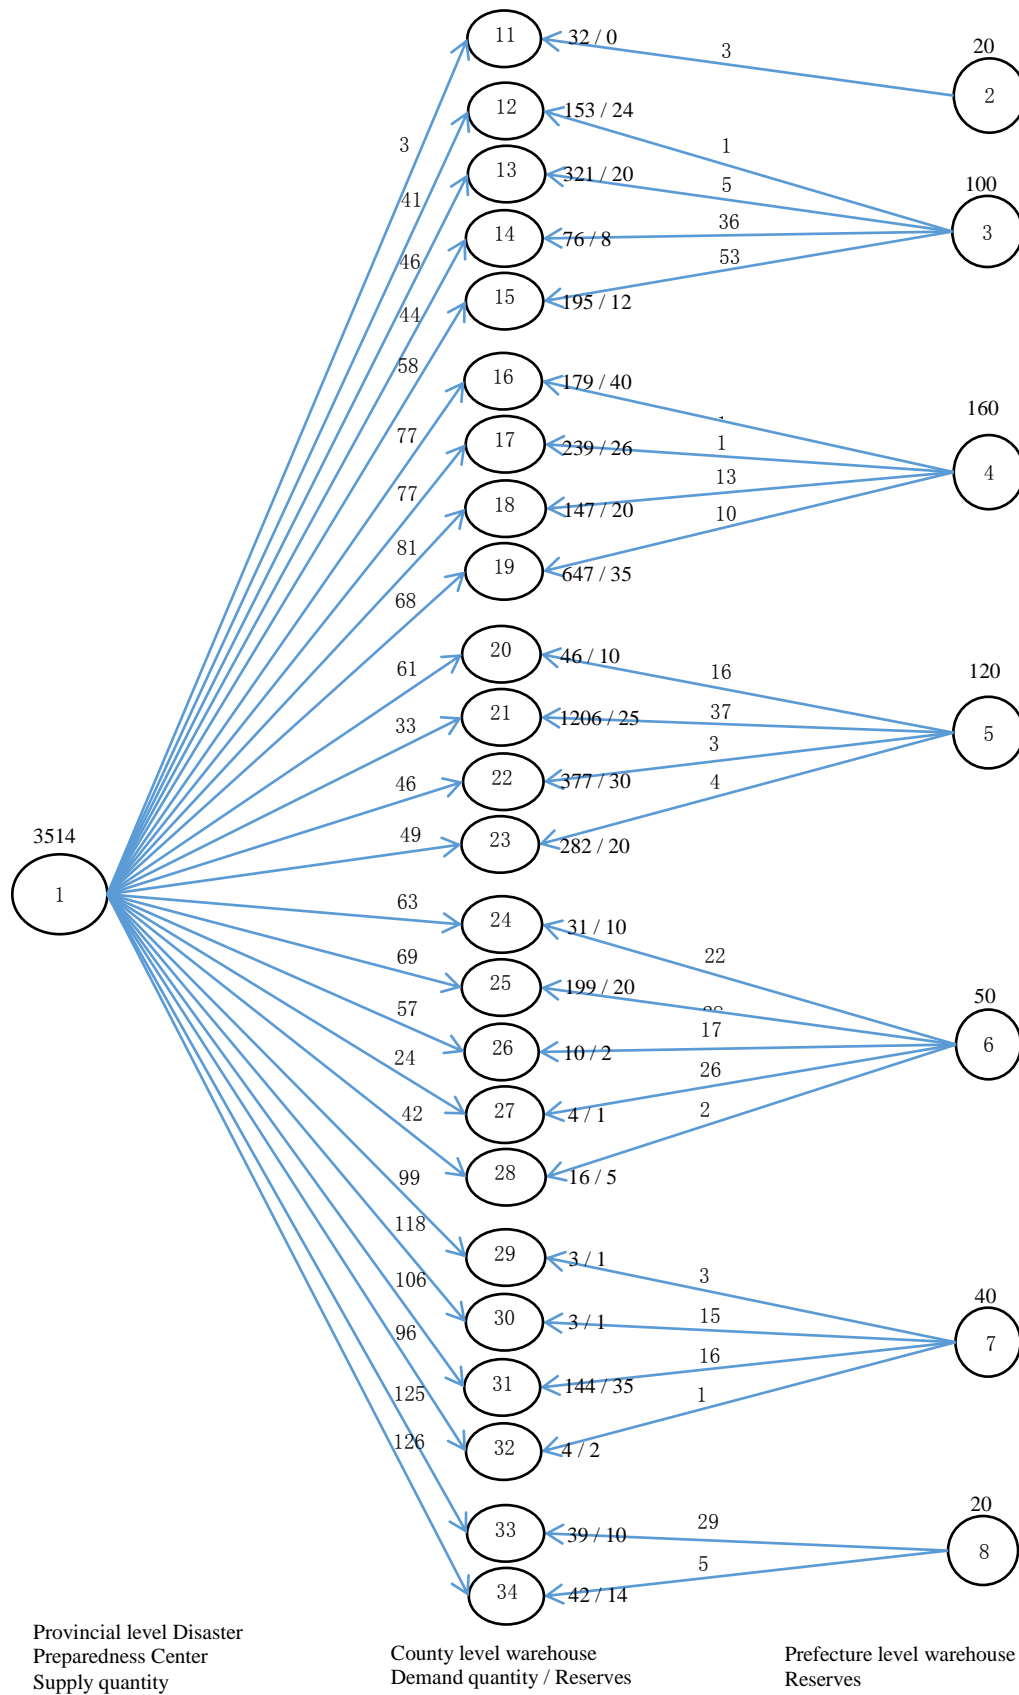 11
32 / 0
3
20
2
12
153 / 24
3
1
13
321 / 20
5
100
41
36
3
14
76 / 8
53
46
15
195 / 12
44
58
16
179 / 40
160
77
17
239 / 26
1
4
13
77
18
147 / 20
10
81
19
647 / 35
68
20
46 / 10
61
16
120
21
1206 / 25
37
33
3
5
22
377 / 30
46
4
23
282 / 20
49
3514
1
63
24
31 / 10
22
69
25
199 / 20
50
57
17
6
26
10 / 2
24
26
27
4 / 1
42
2
28
16 / 5
99
118
29
3 / 1
3
106
30
3 / 1
15
40
96
16
7
31
144 / 35
125
1
32
4 / 2
126
33
39 / 10
29
20
8
34
42 / 14
5
Provincial level Disaster
Preparedness Center
Supply quantity
County level warehouse
Demand quantity / Reserves
Prefecture level warehouse
Reserves